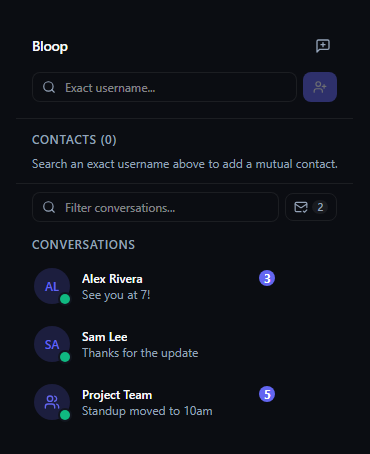 Bloop
Exact username...
CONTACTS (0)
Search an exact username above to add a mutual contact.
Filter conversations...
2
CONVERSATIONS
AL
Alex Rivera
3
See you at 7!
SA
Sam Lee
Thanks for the update
Project Team
5
Standup moved to 10am